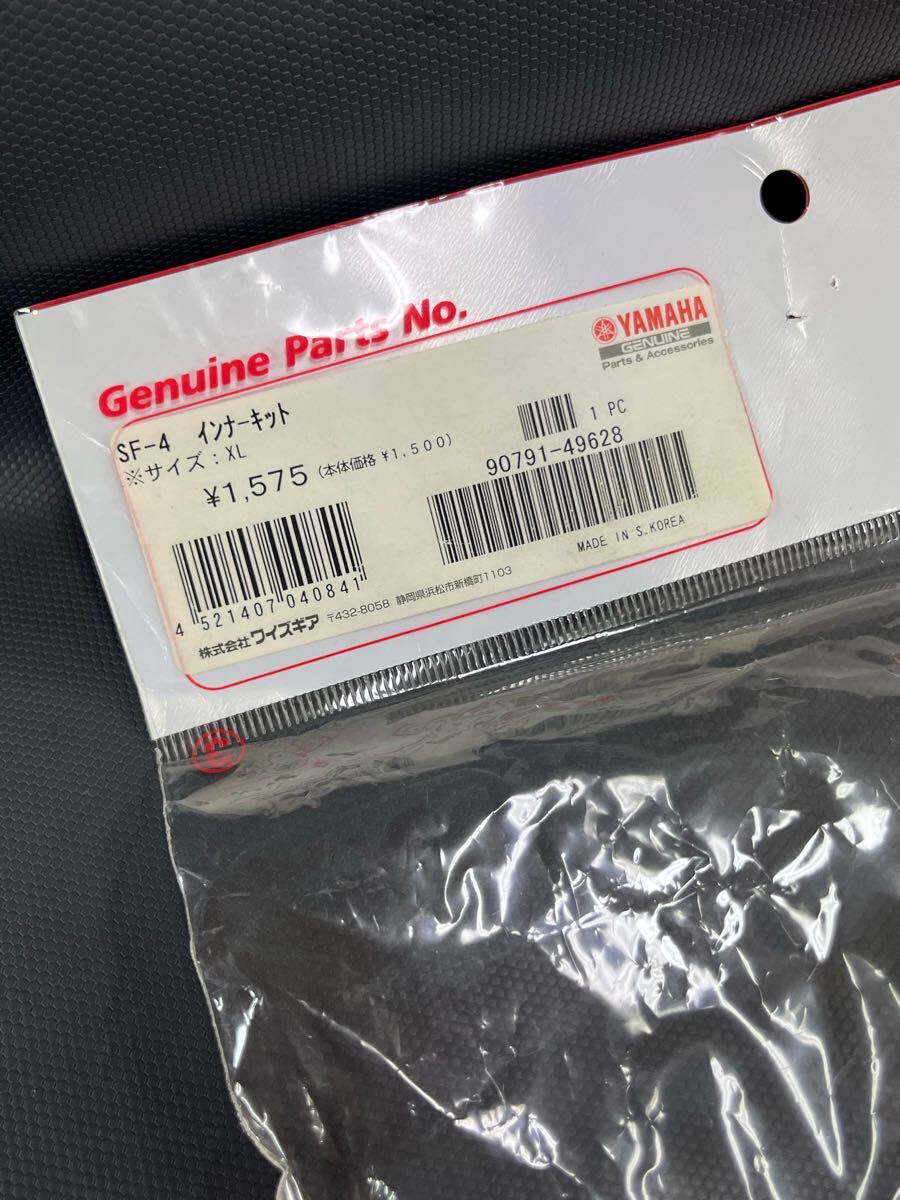 Genuine Parts No.
YAMAHA
GENUINE
Parts & Accessories
SF-4 インナーキット
※サイズ:XL
¥1,575 (本体価格 ¥1,500)
1 PC
90791-49628
MADE IN S.KOREA
4 521407 040841
株式会社ワイズギア 〒432-8058 静岡県浜松市新橋町1103
C